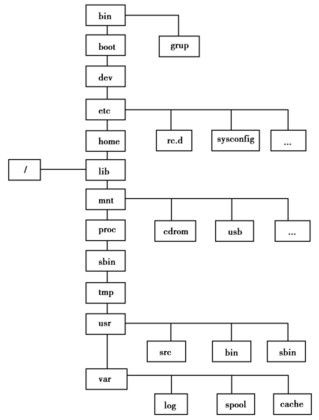 bin
grup
boot
dev
etc
rc.d
sysconfig
...
home
/
lib
mnt
cdrom
usb
...
proc
sbin
tmp
usr
src
bin
sbin
var
log
spool
cache